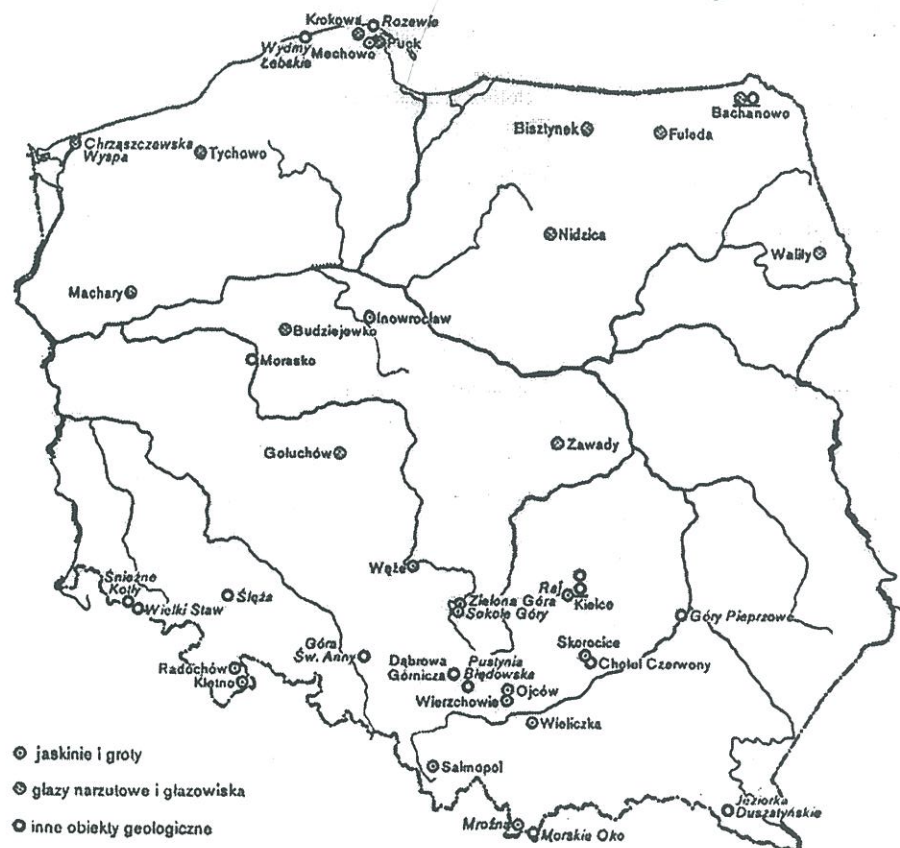 Krokowa
Rozewie
Wydmy
Łebskie
Mechowo
Puck
Bachanowo
Bisztynek
Fuleda
Chrząszczewska
Wyspa
Tychowo
Nidzica
Waliły
Machary
Inowrocław
Budziejewko
Morasko
Gołuchów
Zawady
Węże
Śnieżne
Kotły
Wielki Staw
Ślęża
Zielona Góra
Sokole Góry
Raj
Kielce
Góry Pieprzowe
Góra
Św. Anny
Skorocice
Chotel Czerwony
Radochów
Kletno
Dąbrowa
Górnicza
Pustynia
Błędowska
Ojców
Wierzchowie
Wieliczka
jaskinie i groty
Salmopol
głazy narzutowe i głazowiska
Jeziorka
Duszatyńskie
inne obiekty geologiczne
Mroźna
Morskie Oko